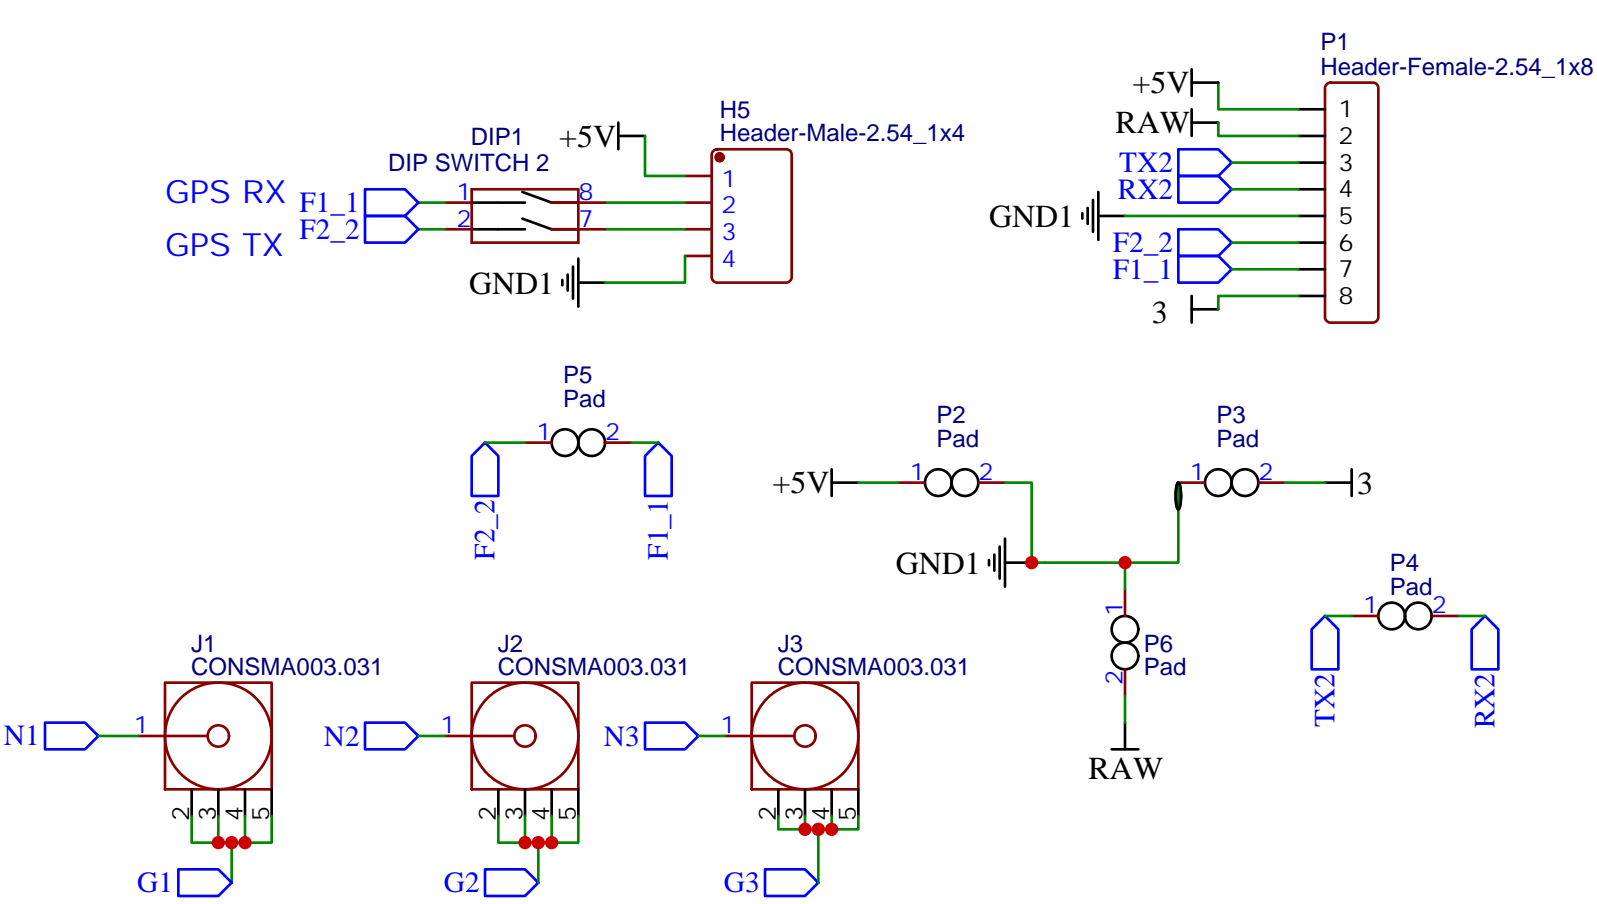 P1
Header-Female-2.54_1x8
+5V
1
RAW
2
TX2
3
RX2
4
GND1
5
F2_2
6
F1_1
7
3
8
H5
Header-Male-2.54_1x4
DIP1
DIP SWITCH 2
+5V
1
GPS RX
F1_1
1
8
2
F2_2
2
7
3
GPS TX
4
GND1
P5
Pad
1
2
F2_2
F1_1
P2
Pad
+5V
1
2
P3
Pad
1
2
3
GND1
1
P6
Pad
2
RAW
P4
Pad
1
2
TX2
RX2
J1
CONSMA003.031
N1
1
2
3
4
5
G1
J2
CONSMA003.031
N2
1
2
3
4
5
G2
J3
CONSMA003.031
N3
1
2
3
4
5
G3